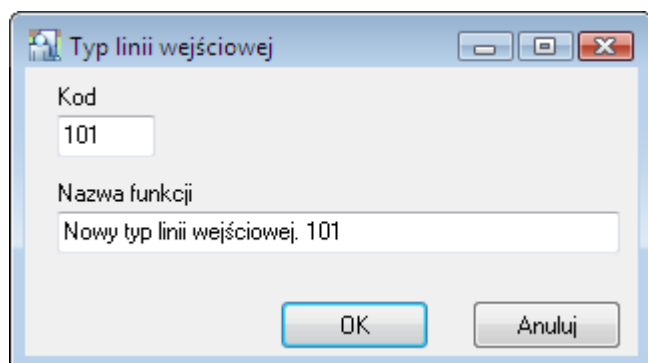 Typ linii wejściowej
Kod
101
Nazwa funkcji
Nowy typ linii wejściowej. 101
OK
Anuluj